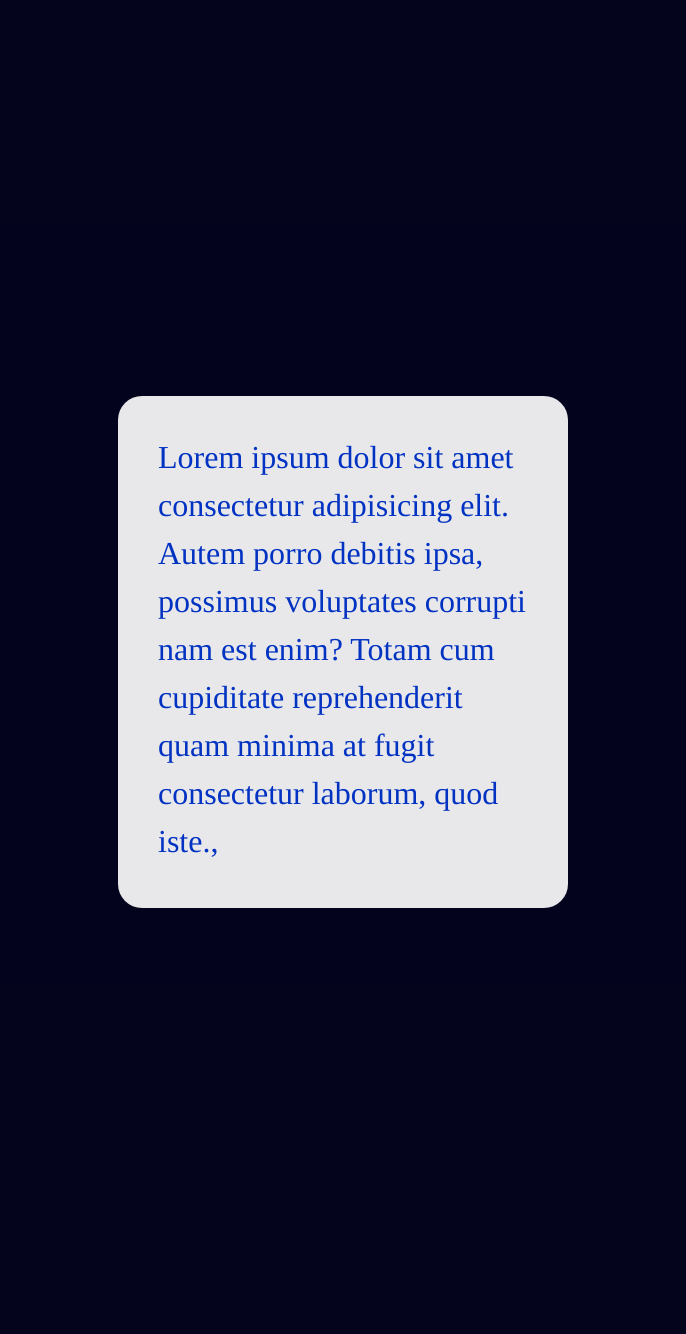 Lorem ipsum dolor sit amet
consectetur adipisicing elit.
Autem porro debitis ipsa,
possimus voluptates corrupti
nam est enim? Totam cum
cupiditate reprehenderit
quam minima at fugit
consectetur laborum, quod
iste.,